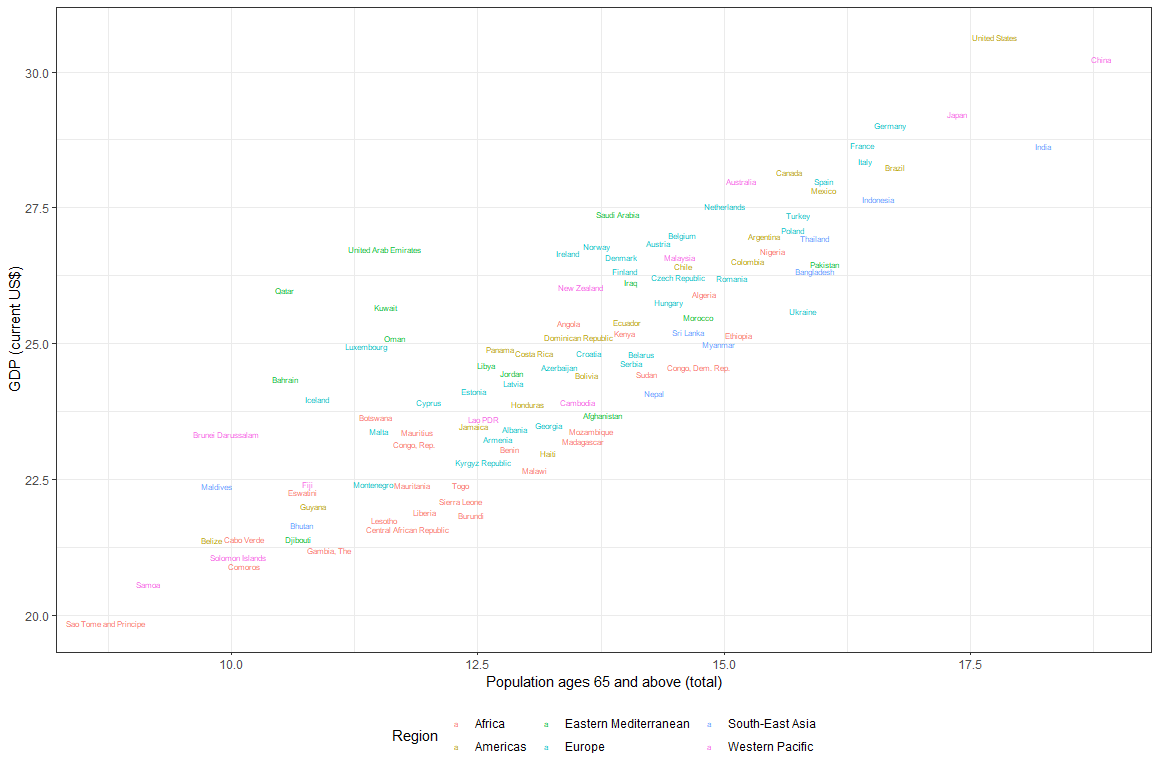 United States
China
30.0
Japan
Germany
France
India
Italy
Brazil
Canada
Australia
Spain
Mexico
Indonesia
27.5
Netherlands
Saudi Arabia
Turkey
Poland
Belgium
Argentina
Thailand
Austria
United Arab Emirates
Norway
Ireland
Nigeria
Denmark
Malaysia
Colombia
Chile
Pakistan
Finland
Bangladesh
Czech Republic
Romania
Iraq
New Zealand
Qatar
Algeria
Hungary
Kuwait
Ukraine
Morocco
Angola
Ecuador
Kenya
Sri Lanka
Ethiopia
Oman
Dominican Republic
25.0
Luxembourg
Myanmar
Panama
Costa Rica
Croatia
Belarus
Serbia
Libya
Azerbaijan
Congo, Dem. Rep.
Jordan
Bolivia
Sudan
Bahrain
Latvia
Estonia
Nepal
Iceland
Cyprus
Honduras
Cambodia
Botswana
Lao PDR
Afghanistan
Jamaica
Georgia
Malta
Mauritius
Albania
Mozambique
Brunei Darussalam
Armenia
Madagascar
Congo, Rep.
Benin
Haiti
Kyrgyz Republic
Malawi
22.5
Maldives
Fiji
Eswatini
Montenegro
Mauritania
Togo
Guyana
Sierra Leone
Liberia
Burundi
Lesotho
Bhutan
Central African Republic
Belize
Cabo Verde
Djibouti
Gambia, The
Solomon Islands
Comoros
Samoa
20.0
Sao Tome and Principe
GDP (current US$)
10.0
12.5
15.0
17.5
Population ages 65 and above (total)
Region
a Africa
a Eastern Mediterranean
a South-East Asia
a Americas
a Europe
a Western Pacific